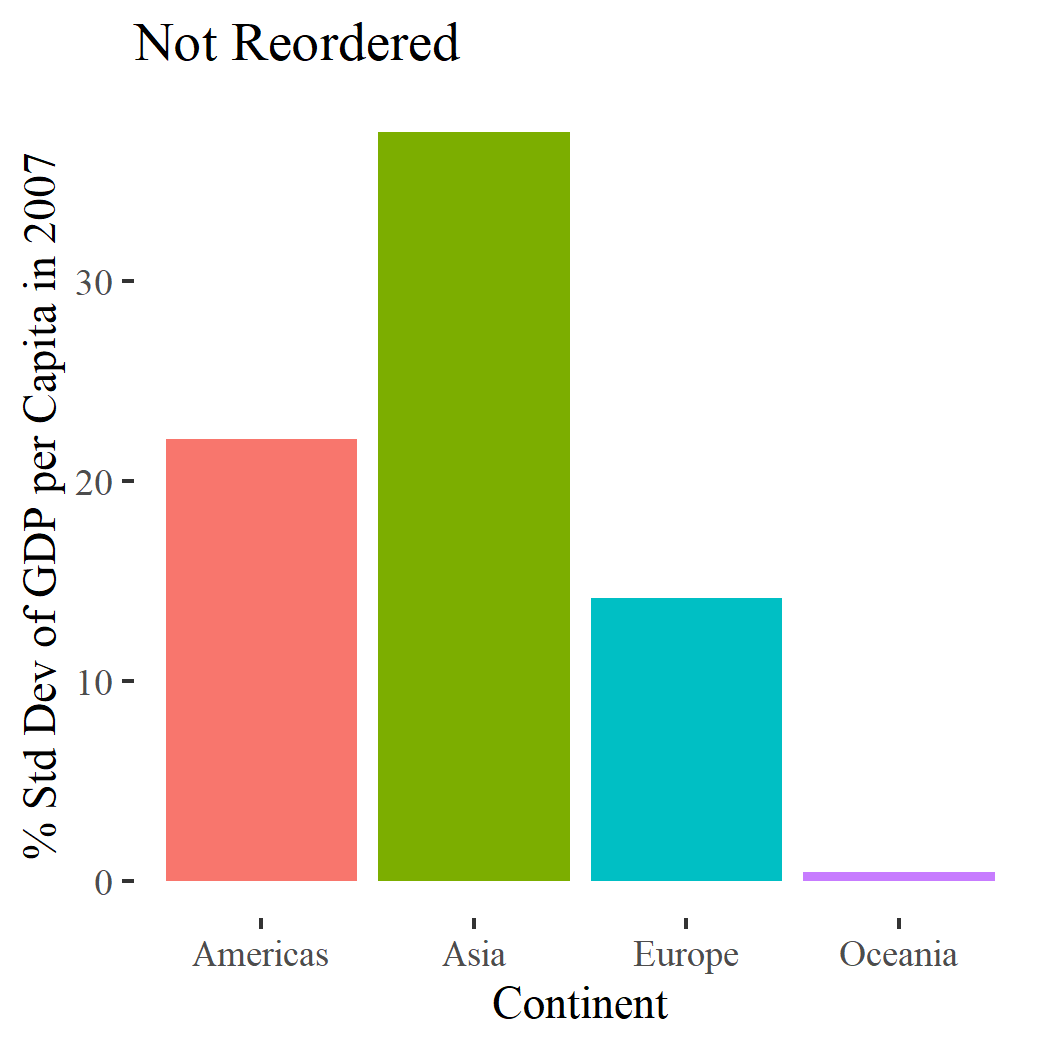 Not Reordered
% Std Dev of GDP per Capita in 2007
30
20
10
0
Americas
Asia
Europe
Oceania
Continent